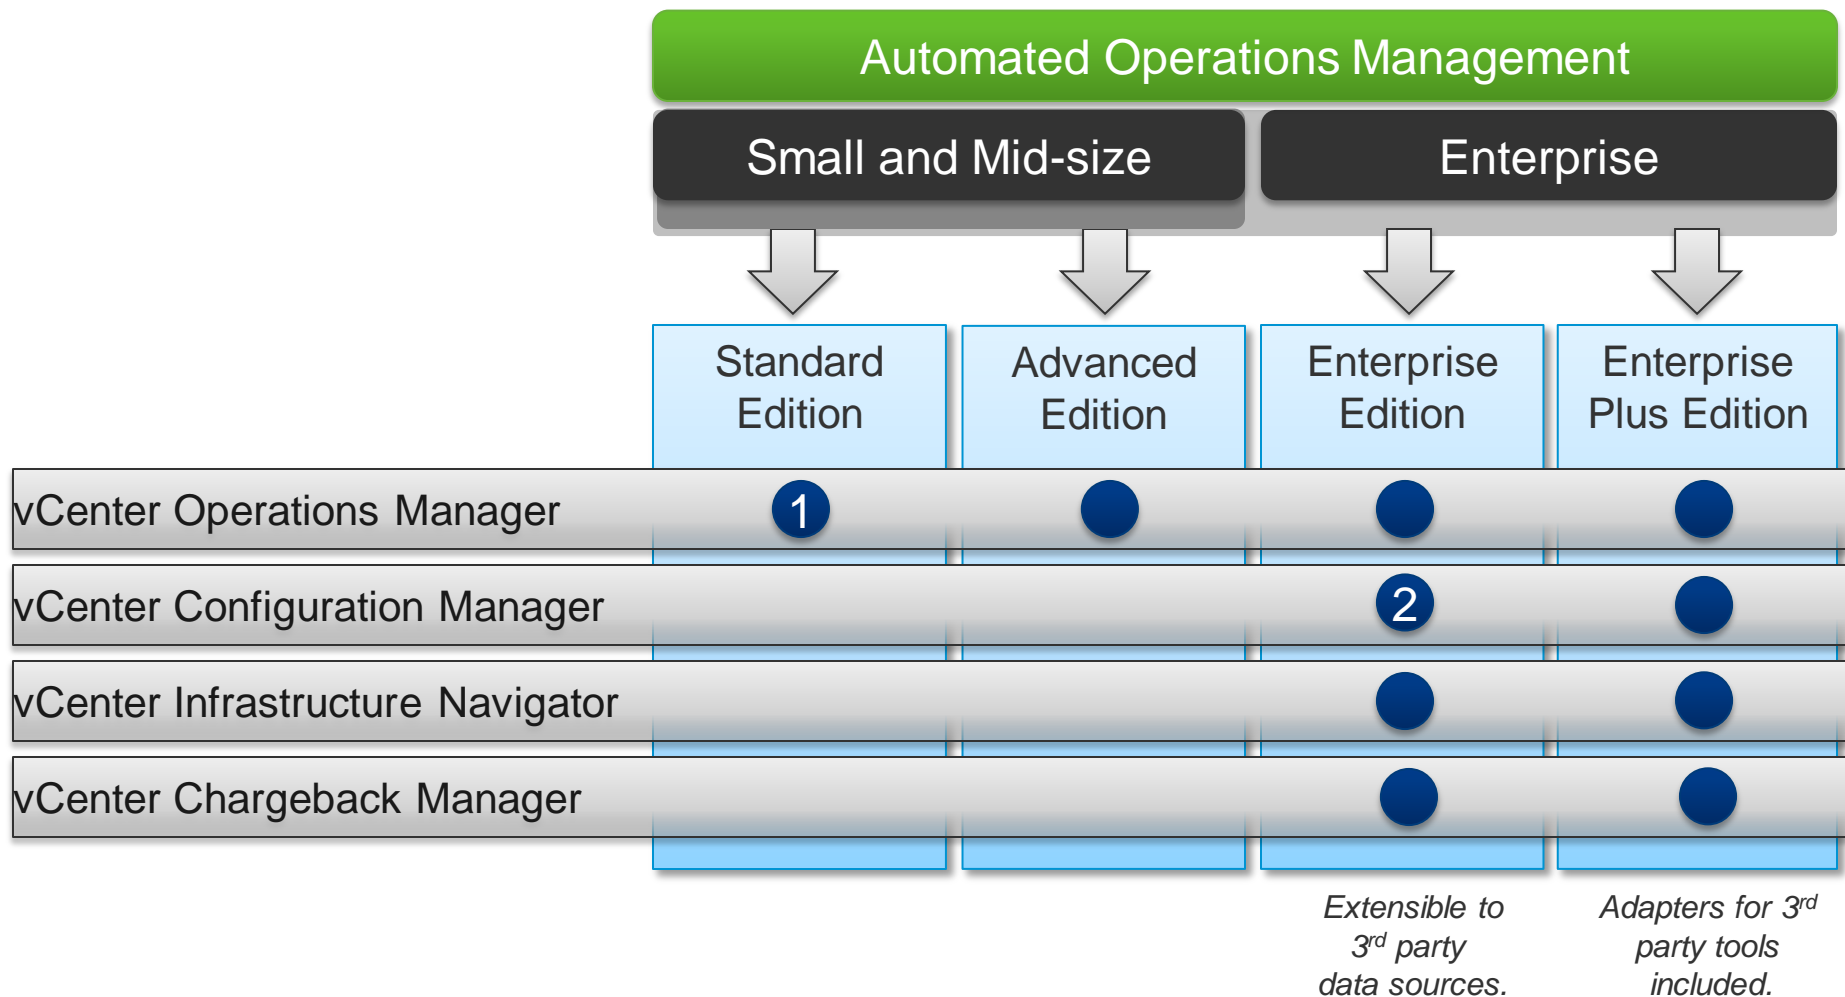 Automated Operations Management
Small and Mid-size
Enterprise
Standard
Edition
Advanced
Edition
Enterprise
Edition
Enterprise
Plus Edition
vCenter Operations Manager
1
vCenter Configuration Manager
2
vCenter Infrastructure Navigator
vCenter Chargeback Manager
Extensible to
3rd party
data sources.
Adapters for 3rd
party tools
included.